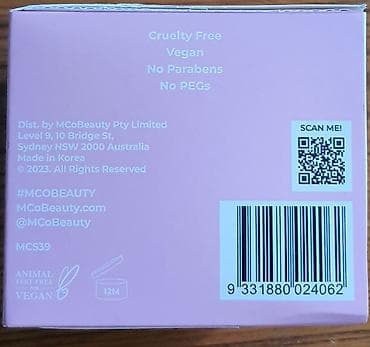 Cruelty Free
Vegan
No Parabens
No PEGs
Dist. by MCoBeauty Pty Limited
Level 9, 10 Bridge St,
Sydney NSW 2000 Australia
Made in Korea
© 2023. All Rights Reserved
#MCOBEAUTY
MCoBeauty.com
@MCoBeauty
MCS39
SCAN ME!
ANIMAL
TEST-FREE
VEGAN
12M
9 331880 024062